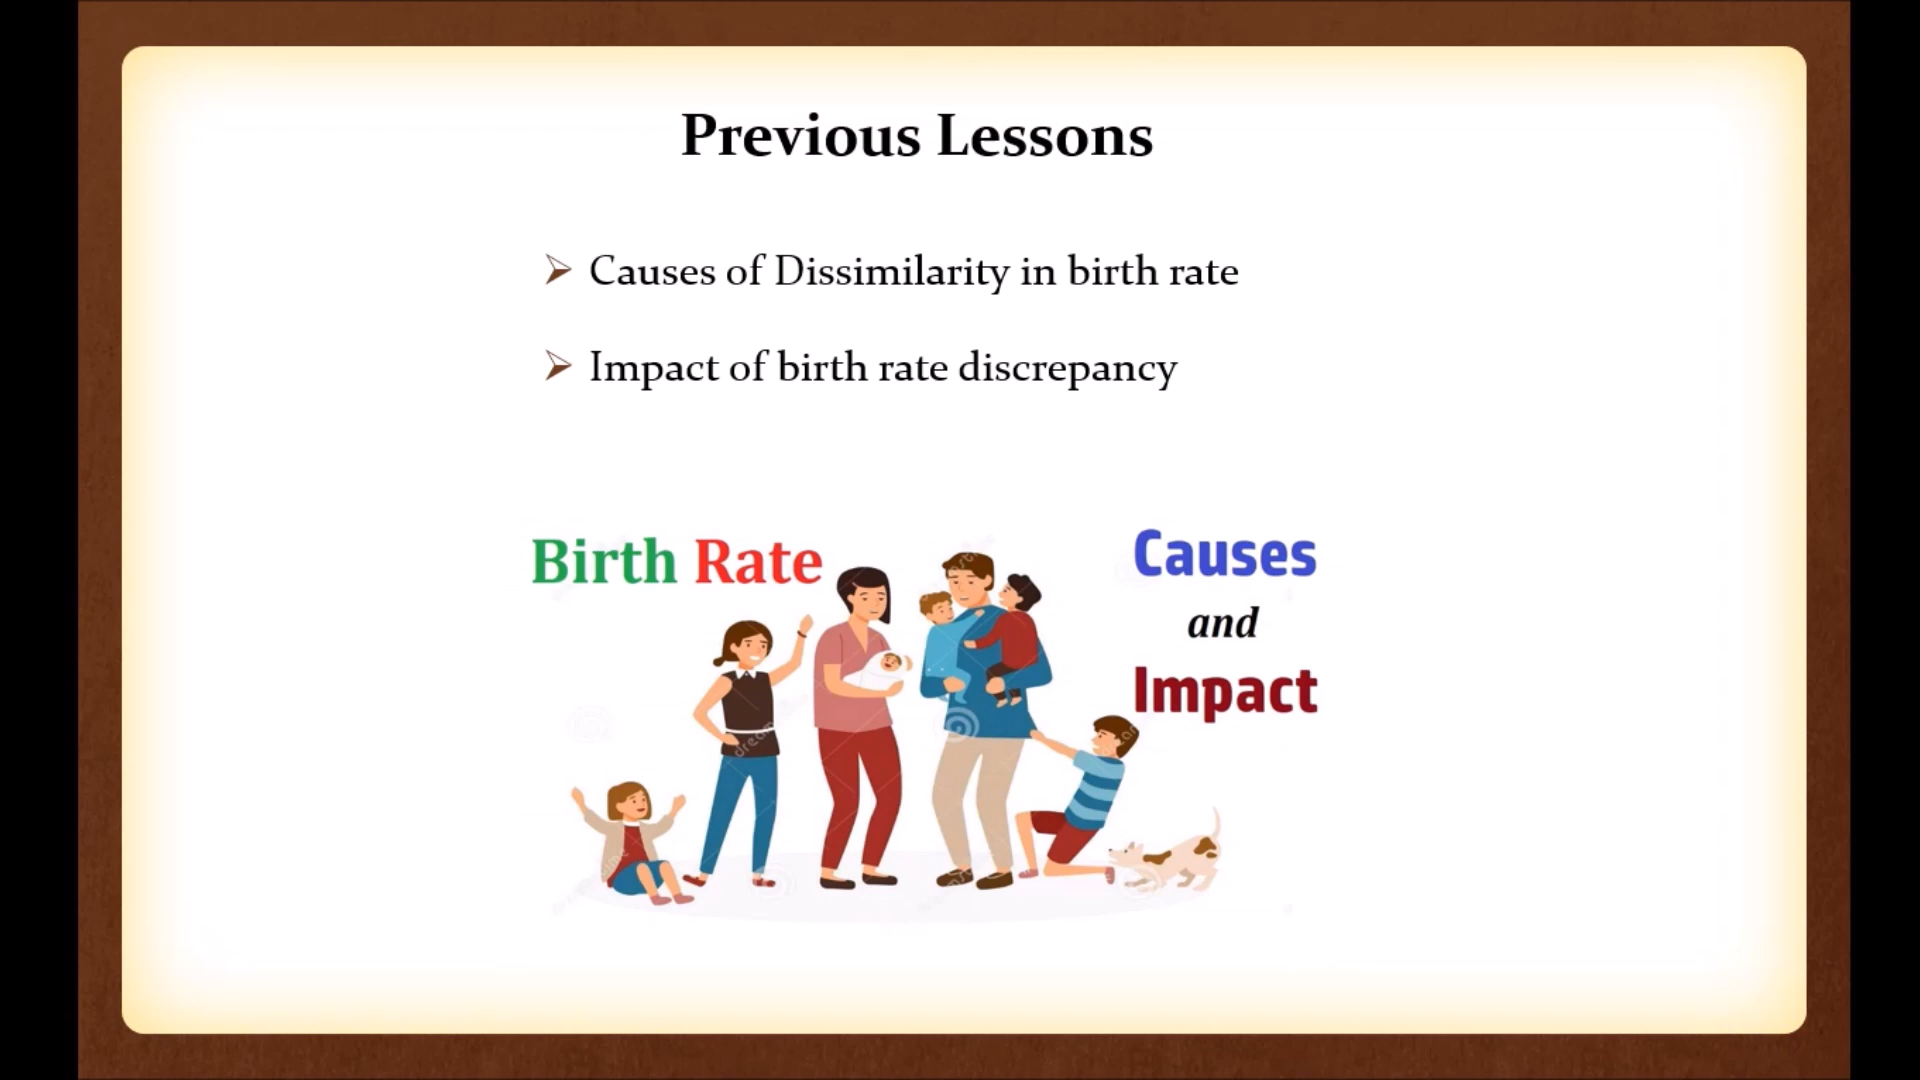 Previous Lessons
Causes of Dissimilarity in birth rate
Impact of birth rate discrepancy
Birth Rate
Causes
and
Impact